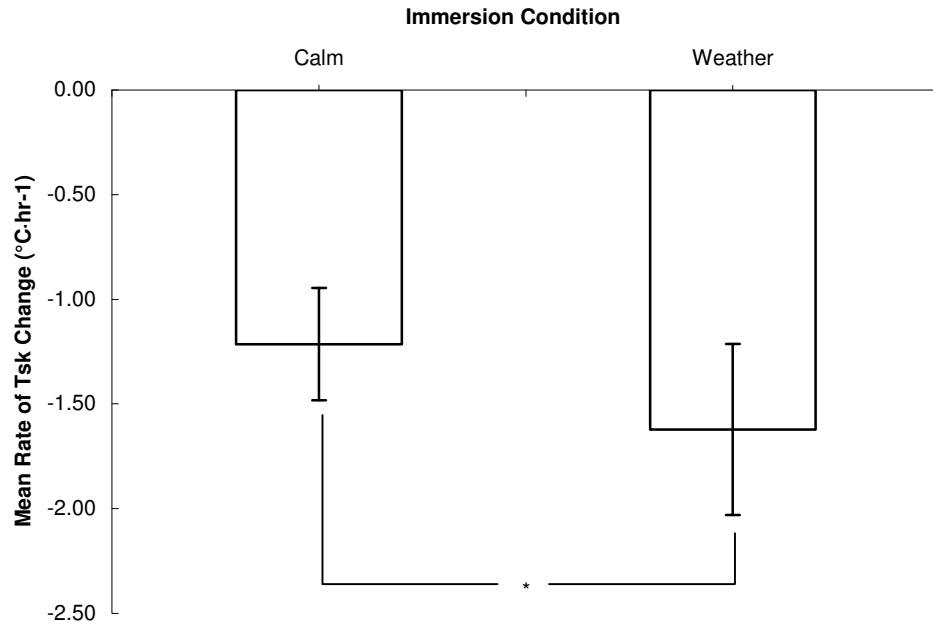 Immersion Condition
Calm Weather
0.00
-0.50
-1.00
-1.50
-2.00
-2.50
Mean Rate of Tsk Change (°C·hr-1)
*